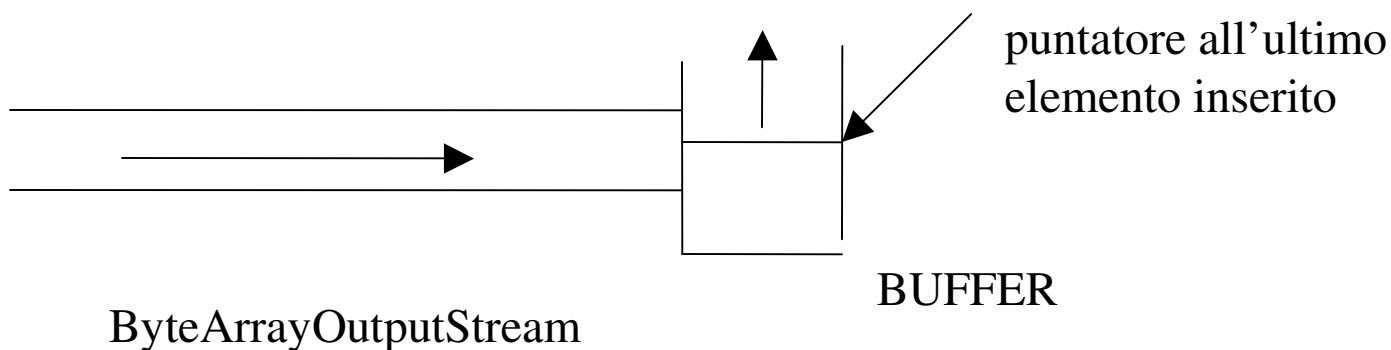 puntatore all’ultimo
elemento inserito
BUFFER
ByteArrayOutputStream